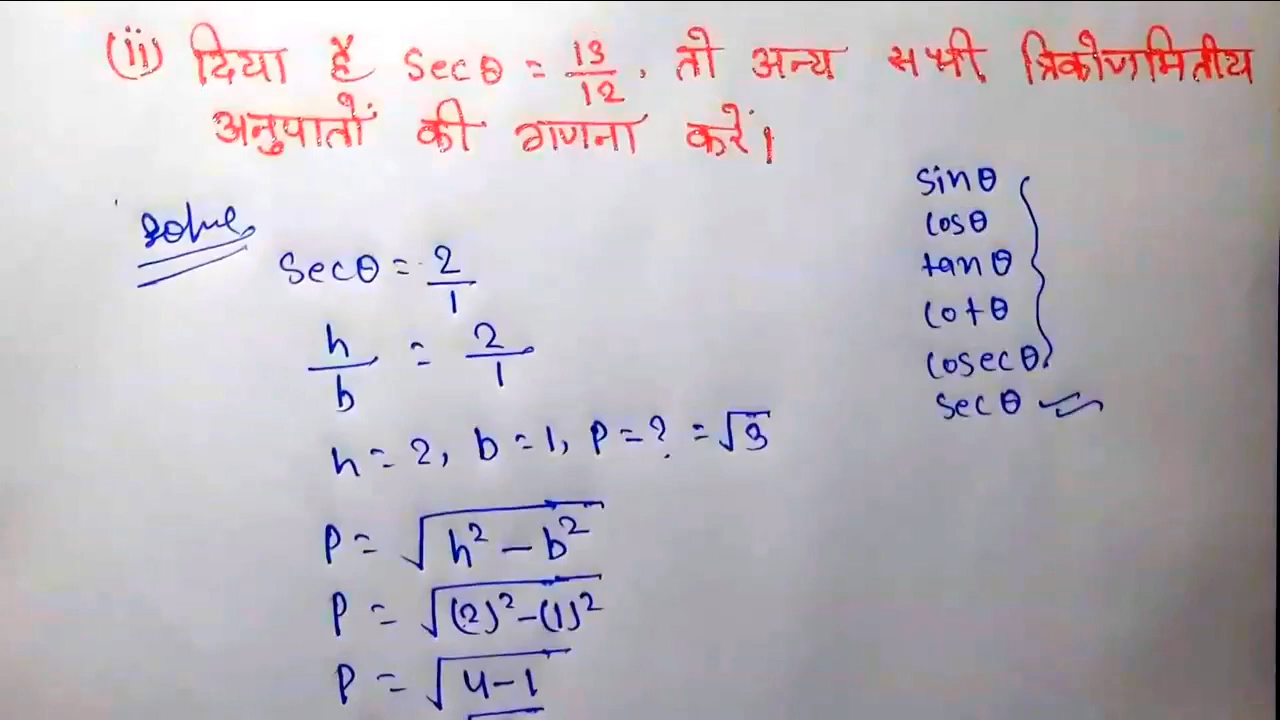 (ii) दिया है secθ = 13/12. तो अन्य सभी त्रिकोणमितीय
अनुपातों की गणना करें।
solve
secθ = 2/1
h/b = 2/1
h = 2, b = 1, p = ? = √3
p = √(h² - b²)
p = √((2)² - (1)²)
p = √(4 - 1)
sinθ
cosθ
tanθ
cotθ
cosecθ
secθ